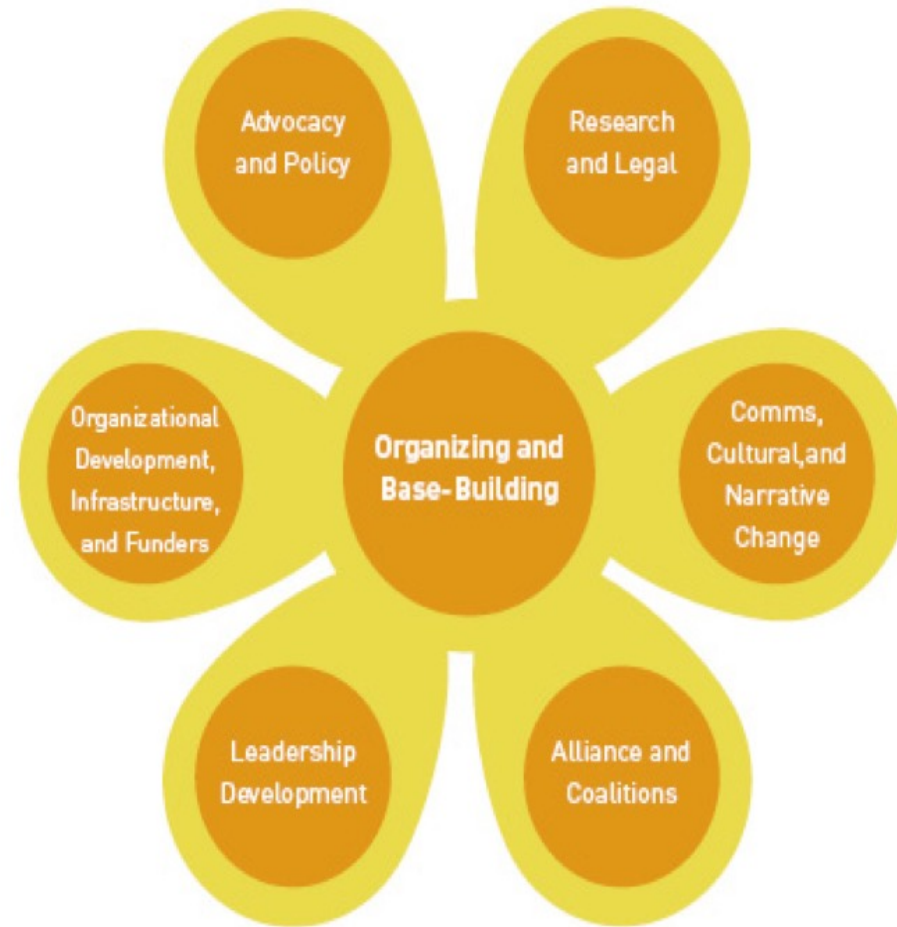 Advocacy
and Policy
Research
and Legal
Organizational
Development,
Infrastructure,
and Funders
Organizing and
Base-Building
Comms,
Cultural,and
Narrative
Change
Leadership
Development
Alliance and
Coalitions